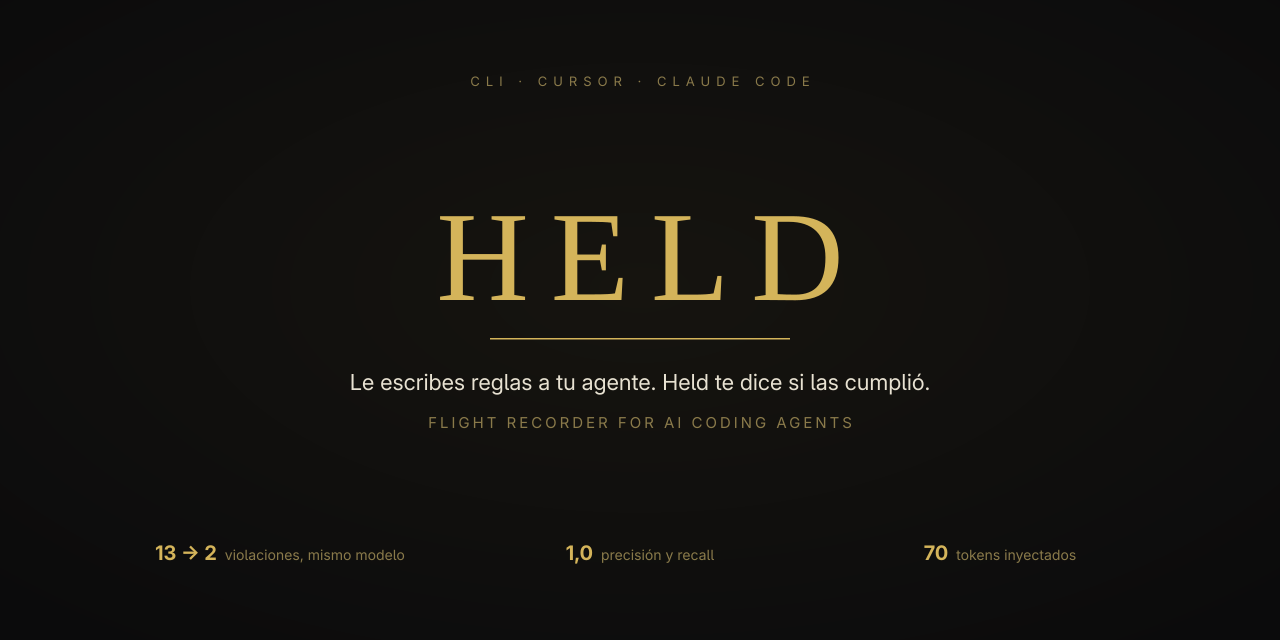 CLI · CURSOR · CLAUDE CODE
HELD
Le escribes reglas a tu agente. Held te dice si las cumplió.
FLIGHT RECORDER FOR AI CODING AGENTS
13 → 2 violaciones, mismo modelo
1,0 precisión y recall
70 tokens inyectados